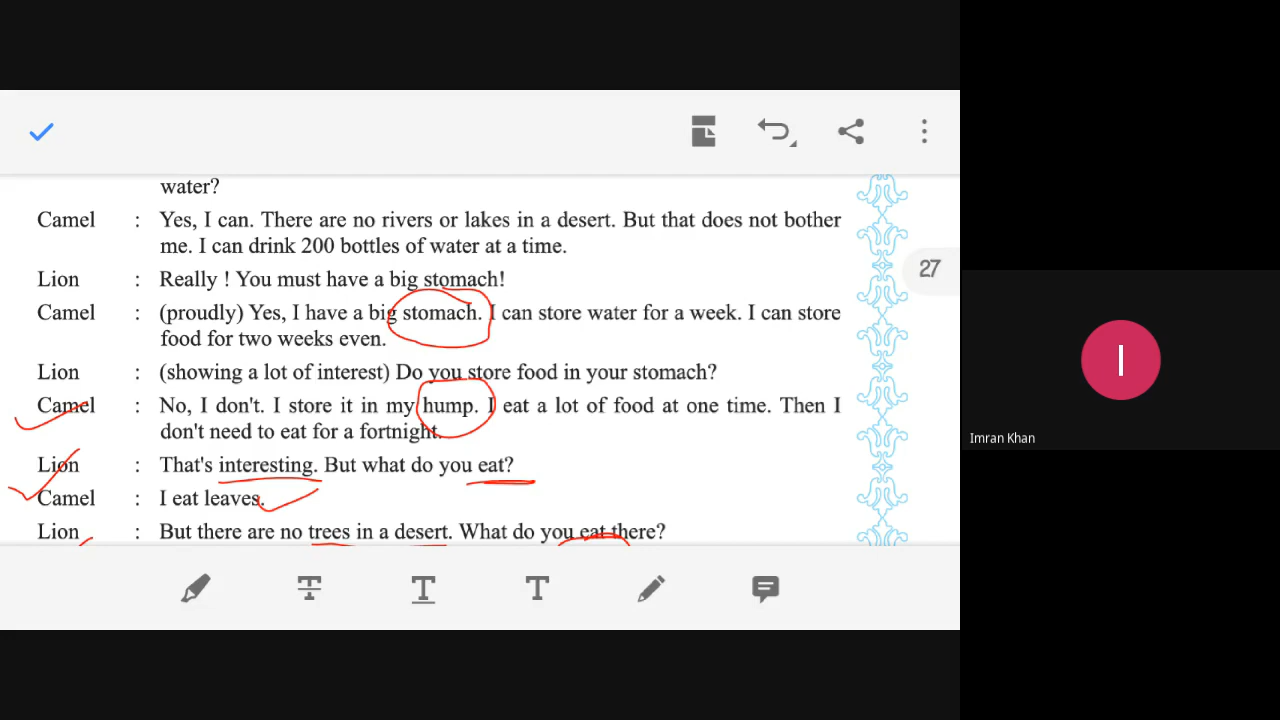 water?
Camel : Yes, I can. There are no rivers or lakes in a desert. But that does not bother
me. I can drink 200 bottles of water at a time.
Lion : Really ! You must have a big stomach!
Camel : (proudly) Yes, I have a big stomach. I can store water for a week. I can store
food for two weeks even.
Lion : (showing a lot of interest) Do you store food in your stomach?
Camel : No, I don't. I store it in my hump. I eat a lot of food at one time. Then I
don't need to eat for a fortnight.
Lion : That's interesting. But what do you eat?
Camel : I eat leaves.
Lion : But there are no trees in a desert. What do you eat there?
27
T
T
T
I
Imran Khan